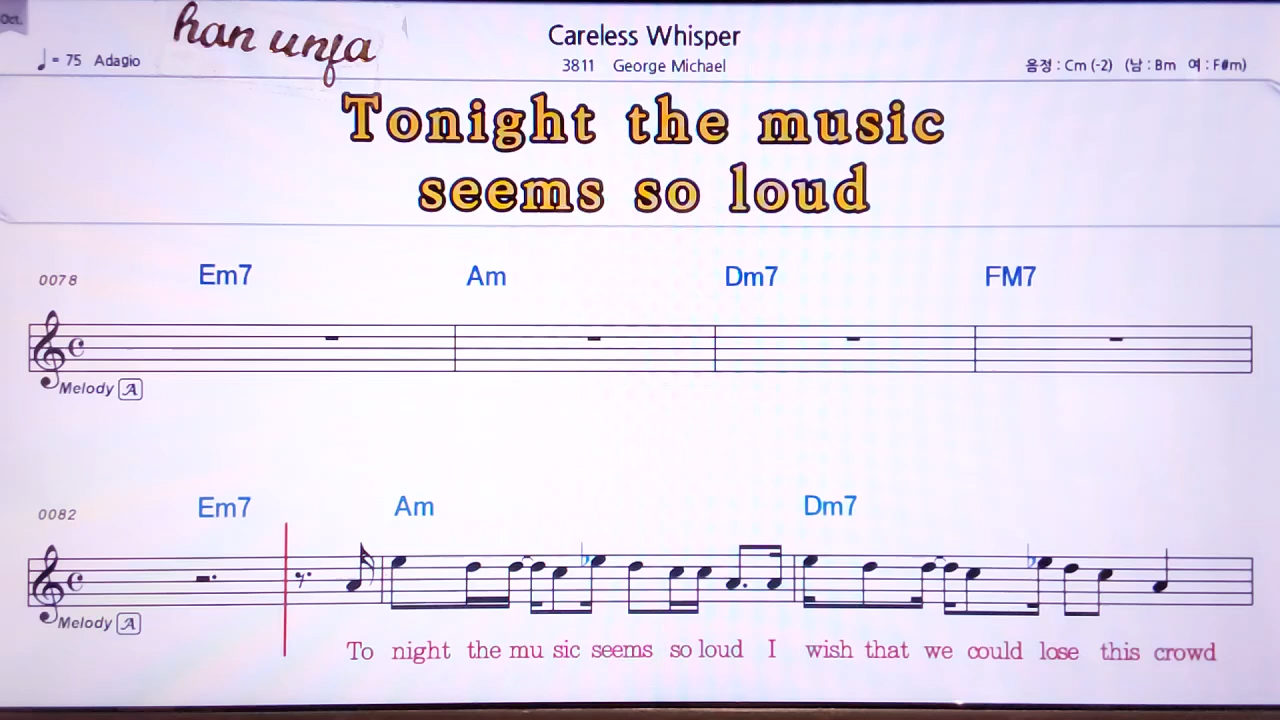 Oct.
han unfa
Careless Whisper
♩= 75 Adagio
3811 George Michael
음정 : Cm (-2) (남 : Bm 여 : F#m)
Tonight the music
seems so loud
0078 Em7 Am Dm7 FM7
Melody A
0082 Em7 Am Dm7
Melody A
To night the mu sic seems so loud I wish that we could lose this crowd